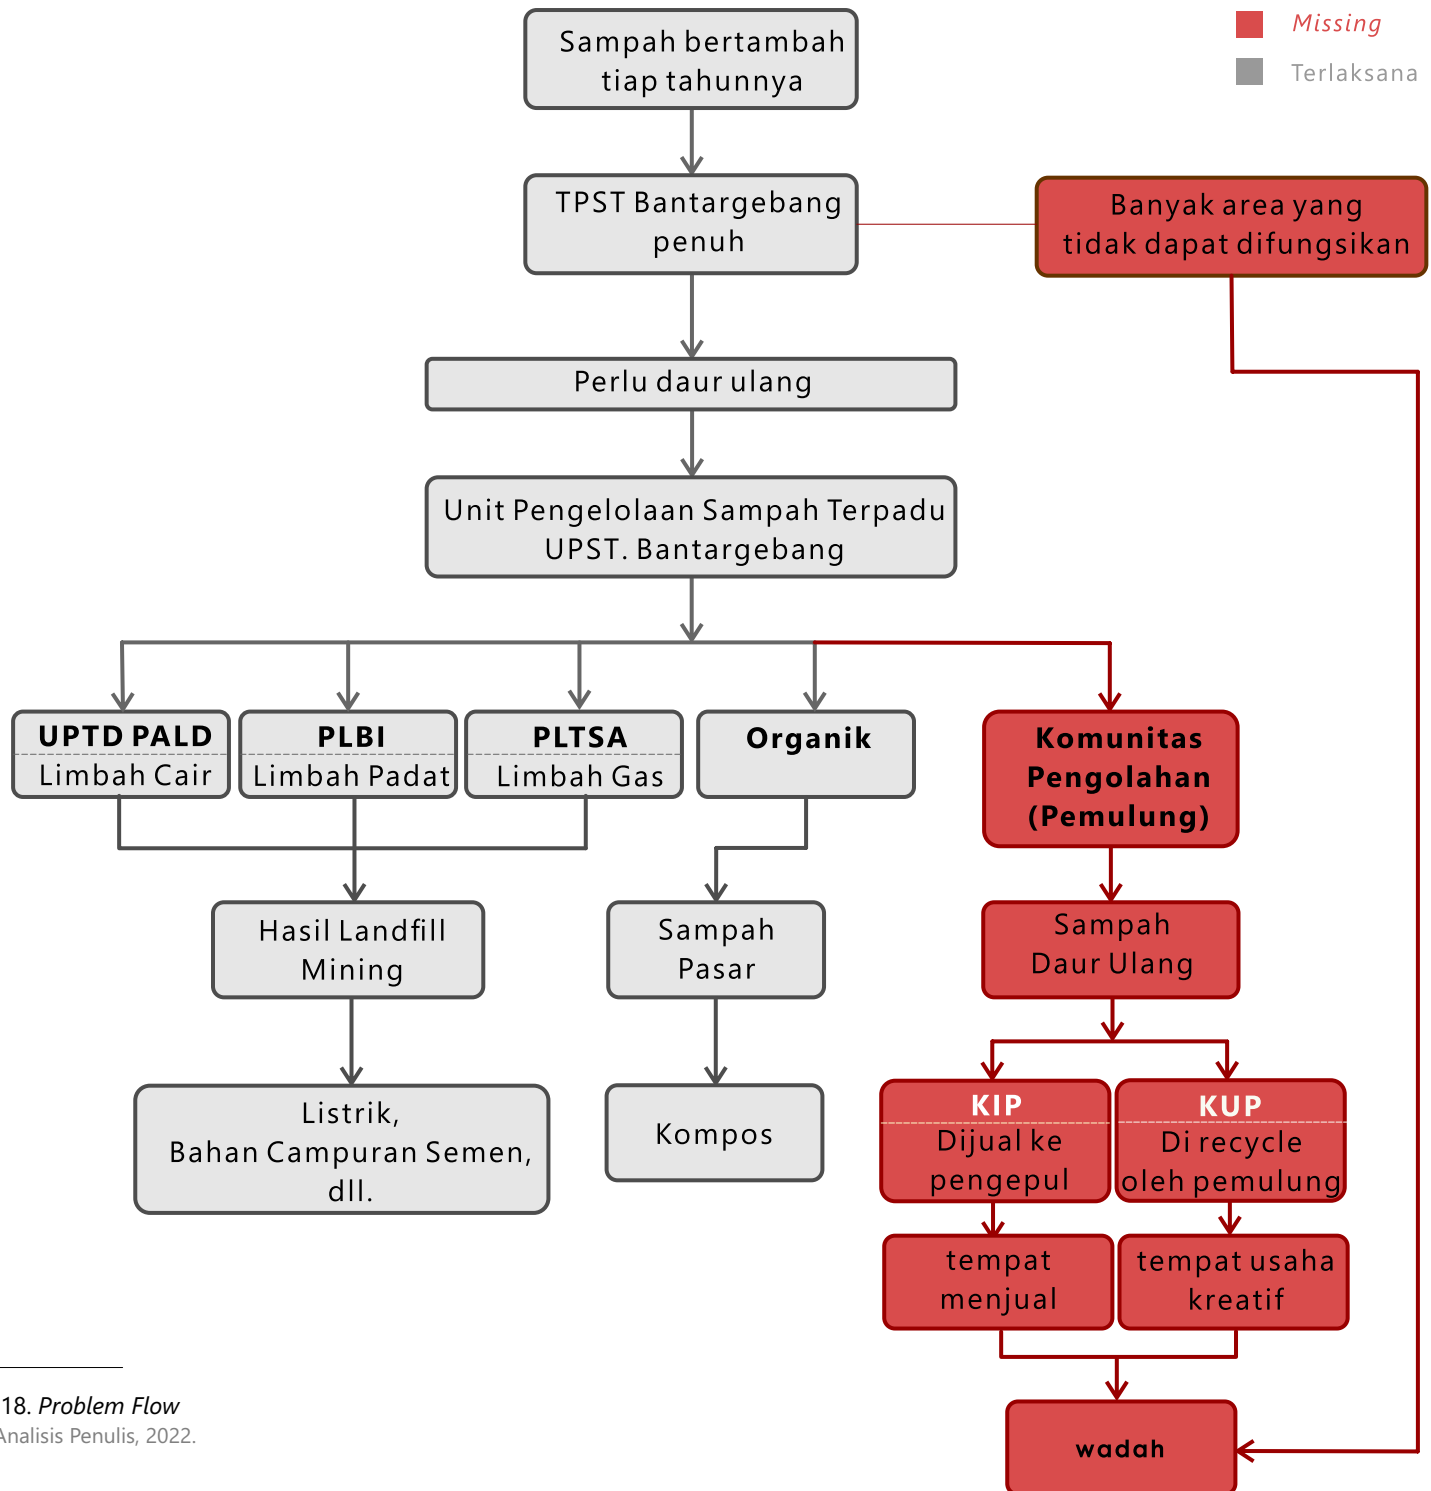 Missing
Terlaksana
Sampah bertambah
tiap tahunnya
TPST Bantargebang
penuh
Banyak area yang
tidak dapat difungsikan
Perlu daur ulang
Unit Pengelolaan Sampah Terpadu
UPST. Bantargebang
UPTD PALD
Limbah Cair
PLBI
Limbah Padat
PLTSA
Limbah Gas
Organik
Komunitas
Pengolahan
(Pemulung)
Hasil Landfill
Mining
Sampah
Pasar
Sampah
Daur Ulang
Listrik,
Bahan Campuran Semen,
dll.
Kompos
KIP
Dijual ke
pengepul
KUP
Di recycle
oleh pemulung
tempat
menjual
tempat usaha
kreatif
wadah
18. Problem Flow
Analisis Penulis, 2022.